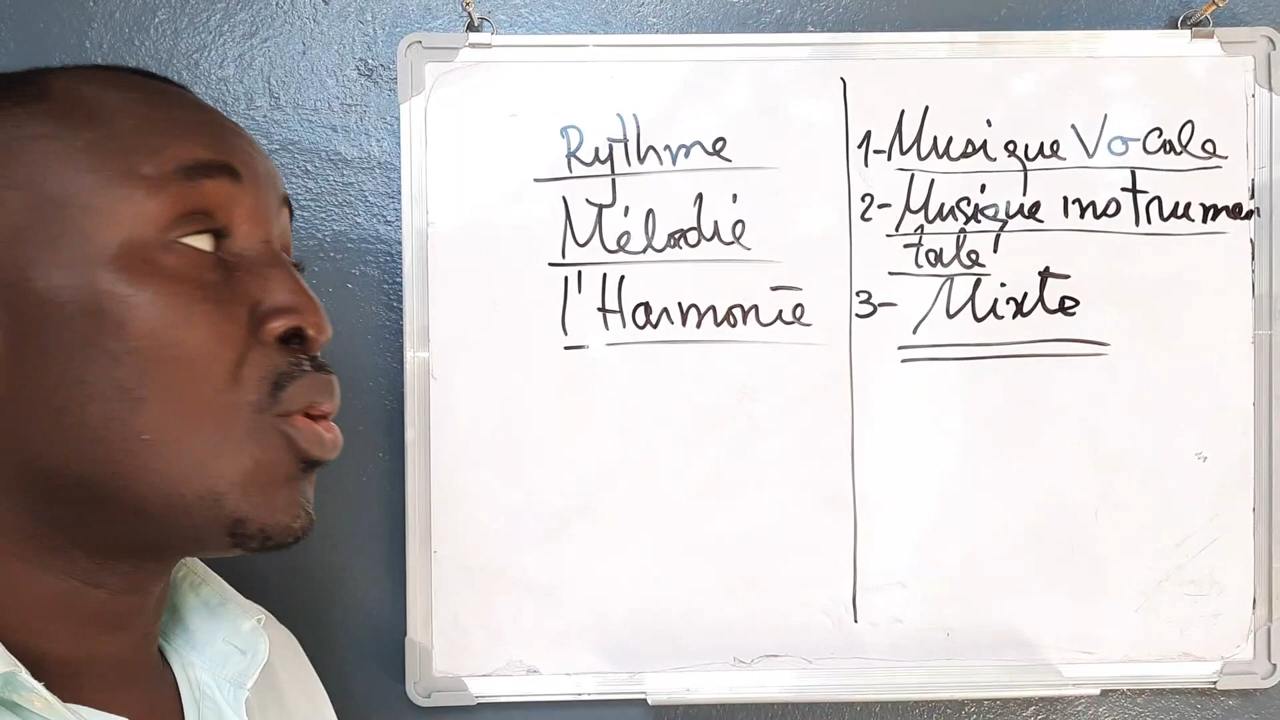 Rythme
Mélodie
l'Harmonie
1-Musique Vocale
2-Musique instrumen
tale
3- Mixte